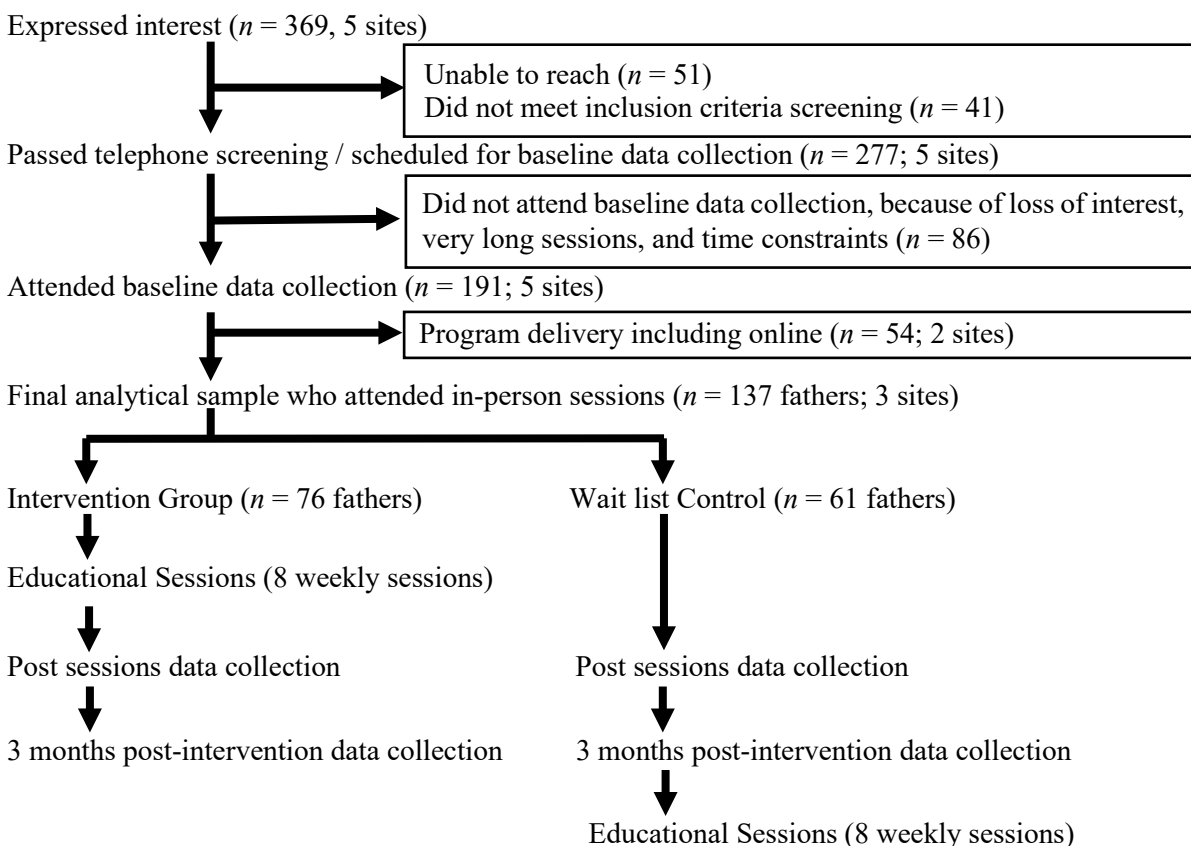 Expressed interest (n = 369, 5 sites)
Unable to reach (n = 51)
Did not meet inclusion criteria screening (n = 41)
Passed telephone screening / scheduled for baseline data collection (n = 277; 5 sites)
Did not attend baseline data collection, because of loss of interest,
very long sessions, and time constraints (n = 86)
Attended baseline data collection (n = 191; 5 sites)
Program delivery including online (n = 54; 2 sites)
Final analytical sample who attended in-person sessions (n = 137 fathers; 3 sites)
Intervention Group (n = 76 fathers)
Wait list Control (n = 61 fathers)
Educational Sessions (8 weekly sessions)
Post sessions data collection
Post sessions data collection
3 months post-intervention data collection
3 months post-intervention data collection
Educational Sessions (8 weekly sessions)